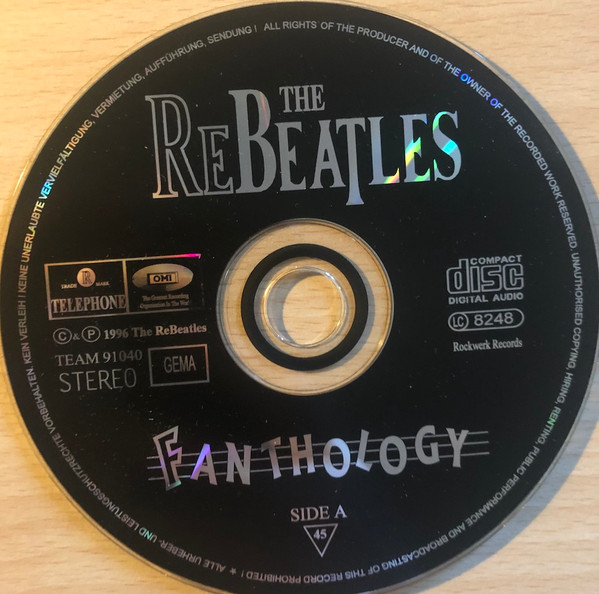 THE
REBEATLES
TRADE R MARK
TELEPHONE
OMI
The Greatest Recording
Organisation In The War
COMPACT
disc
DIGITAL AUDIO
LC 8248
Rockwerk Records
© & ℗ 1996 The ReBeatles
TEAM 91040
STEREO
GEMA
FANTHOLOGY
SIDE A
45
ALL RIGHTS OF THE PRODUCER AND OF THE OWNER OF THE RECORDED WORK RESERVED. UNAUTHORISED COPYING, HIRING, RENTING, PUBLIC PERFORMANCE AND BROADCASTING OF THIS RECORD PROHIBITED ! ★ ALLE URHEBER- UND LEISTUNGSSCHUTZRECHTE VORBEHALTEN. KEIN VERLEIH ! KEINE UNERLAUBTE VERVIELFÄLTIGUNG, VERMIETUNG, AUFFÜHRUNG, SENDUNG !